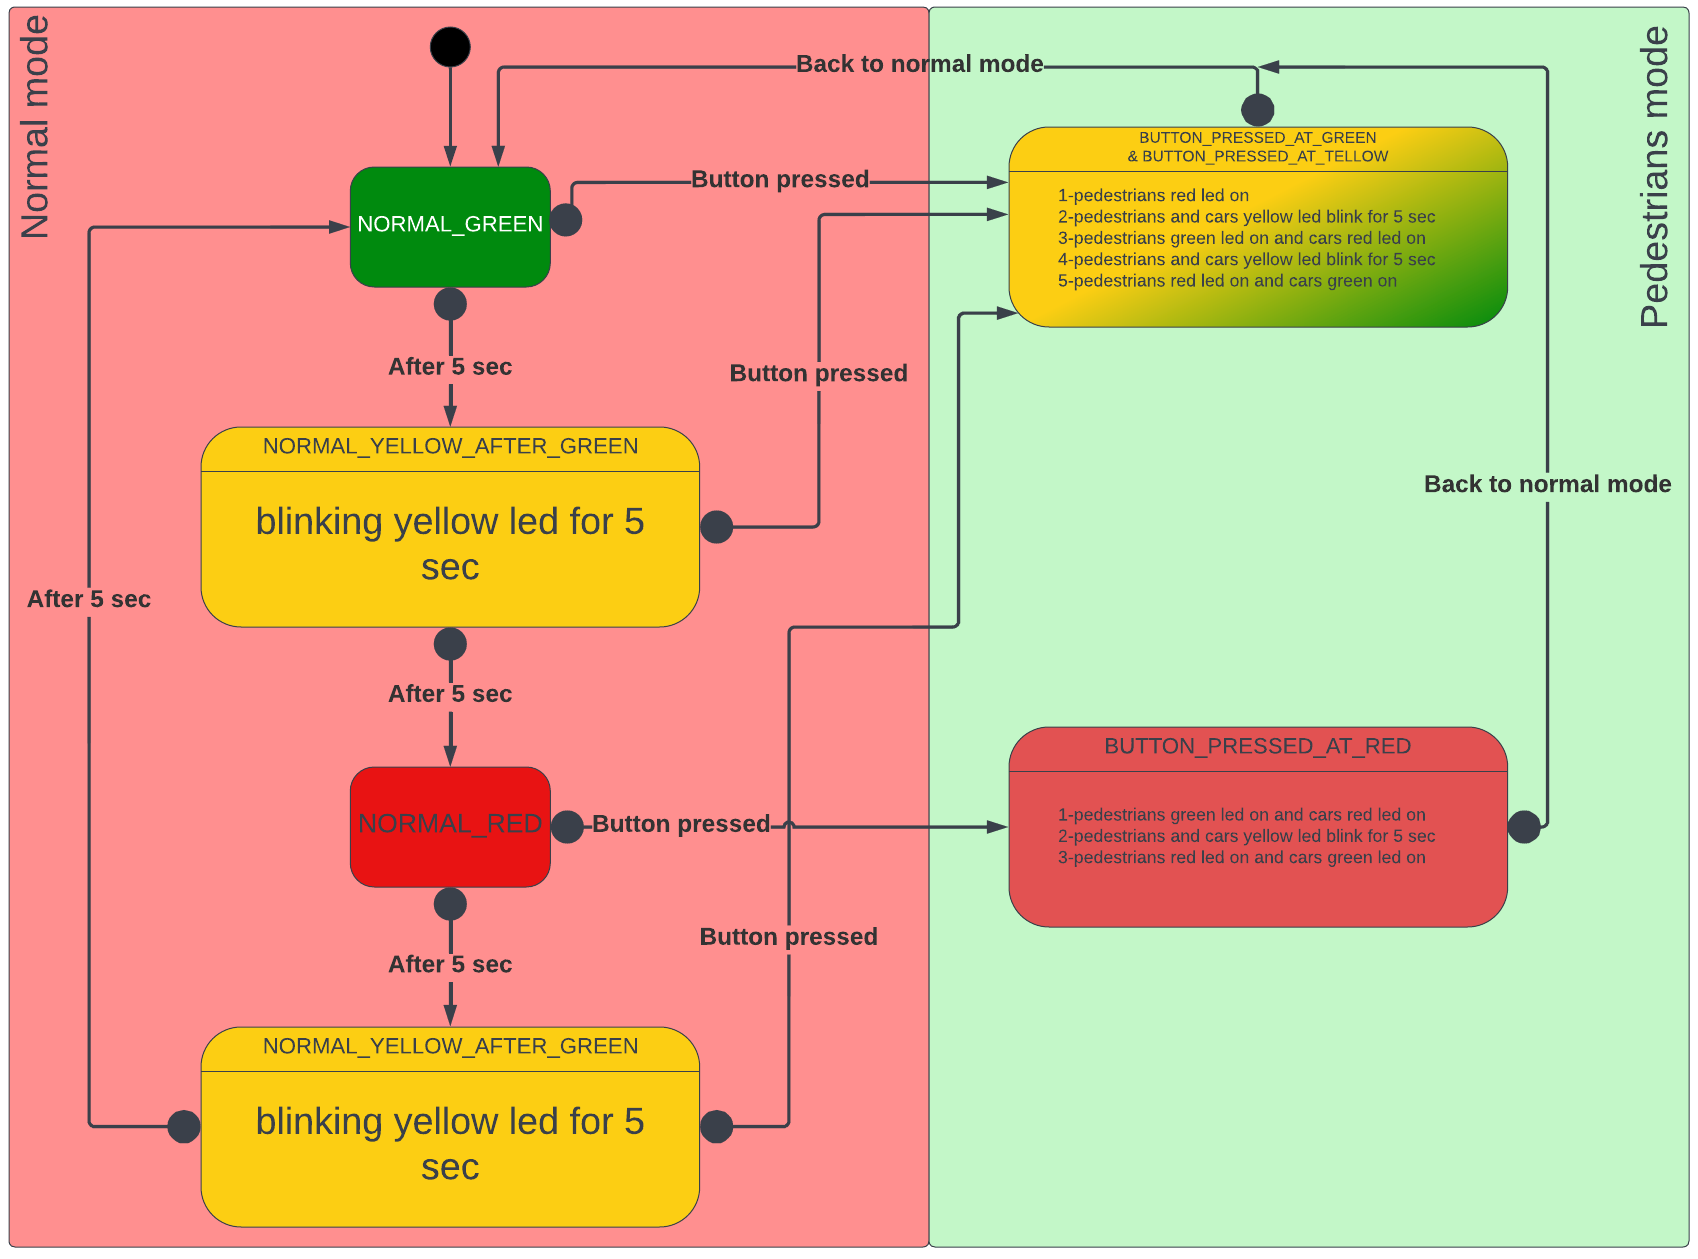 Normal mode
Pedestrians mode
Back to normal mode
BUTTON_PRESSED_AT_GREEN
& BUTTON_PRESSED_AT_TELLOW
1-pedestrians red led on
2-pedestrians and cars yellow led blink for 5 sec
3-pedestrians green led on and cars red led on
4-pedestrians and cars yellow led blink for 5 sec
5-pedestrians red led on and cars green on
Button pressed
NORMAL_GREEN
After 5 sec
Button pressed
NORMAL_YELLOW_AFTER_GREEN
blinking yellow led for 5
sec
Back to normal mode
After 5 sec
After 5 sec
NORMAL_RED
Button pressed
BUTTON_PRESSED_AT_RED
1-pedestrians green led on and cars red led on
2-pedestrians and cars yellow led blink for 5 sec
3-pedestrians red led on and cars green led on
Button pressed
After 5 sec
NORMAL_YELLOW_AFTER_GREEN
blinking yellow led for 5
sec